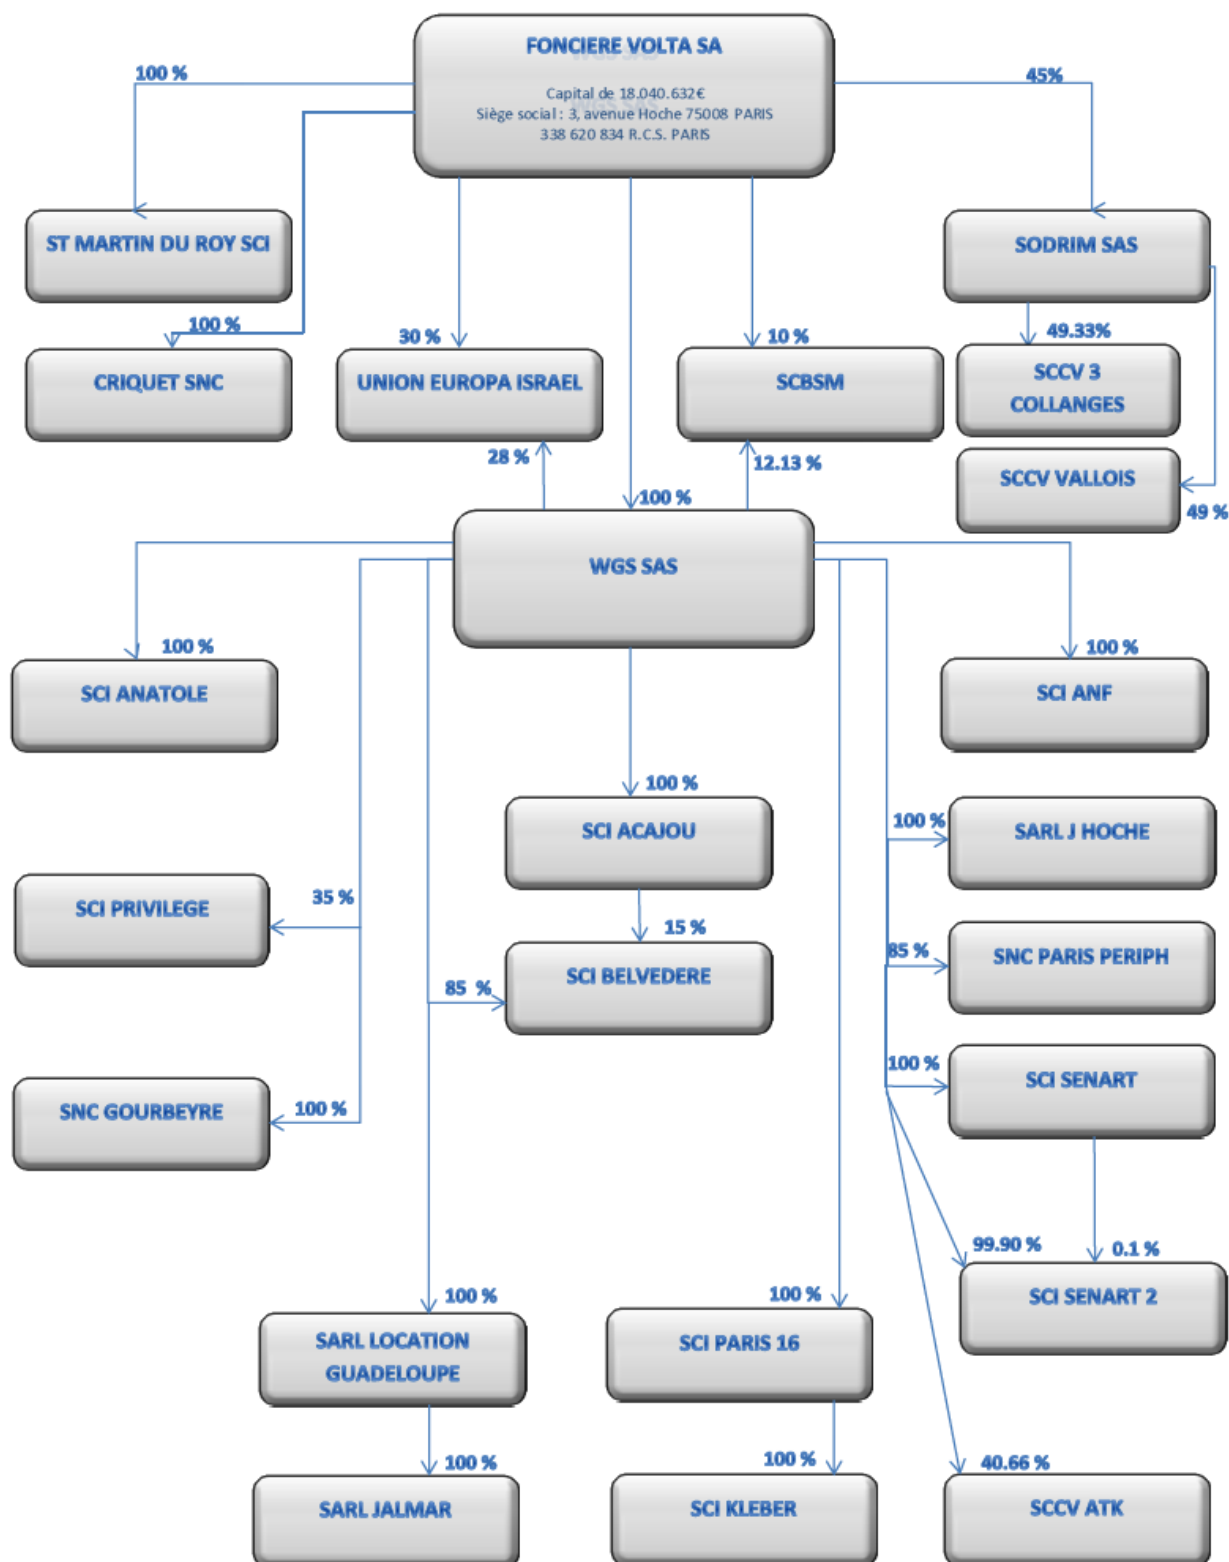 FONCIERE VOLTA SA
WGS SAS
Capital de 18.040.632€
WGS SAS
Siège social : 3, avenue Hoche 75008 PARIS
338 620 834 R.C.S. PARIS
100 %
45%
ST MARTIN DU ROY SCI
SODRIM SAS
100 %
30 %
10 %
49.33%
CRIQUET SNC
UNION EUROPA ISRAEL
SCBSM
SCCV 3
COLLANGES
28 %
12.13 %
SCCV VALLOIS
100 %
49 %
WGS SAS
100 %
100 %
SCI ANATOLE
SCI ANF
100 %
SCI ACAJOU
100 %
SARL J HOCHE
35 %
SCI PRIVILEGE
15 %
85 %
SNC PARIS PERIPH
SCI BELVEDERE
85 %
100 %
SCI SENART
SNC GOURBEYRE
100 %
99.90 %
0.1 %
SCI SENART 2
100 %
100 %
SARL LOCATION
GUADELOUPE
SCI PARIS 16
100 %
100 %
40.66 %
SARL JALMAR
SCI KLEBER
SCCV ATK